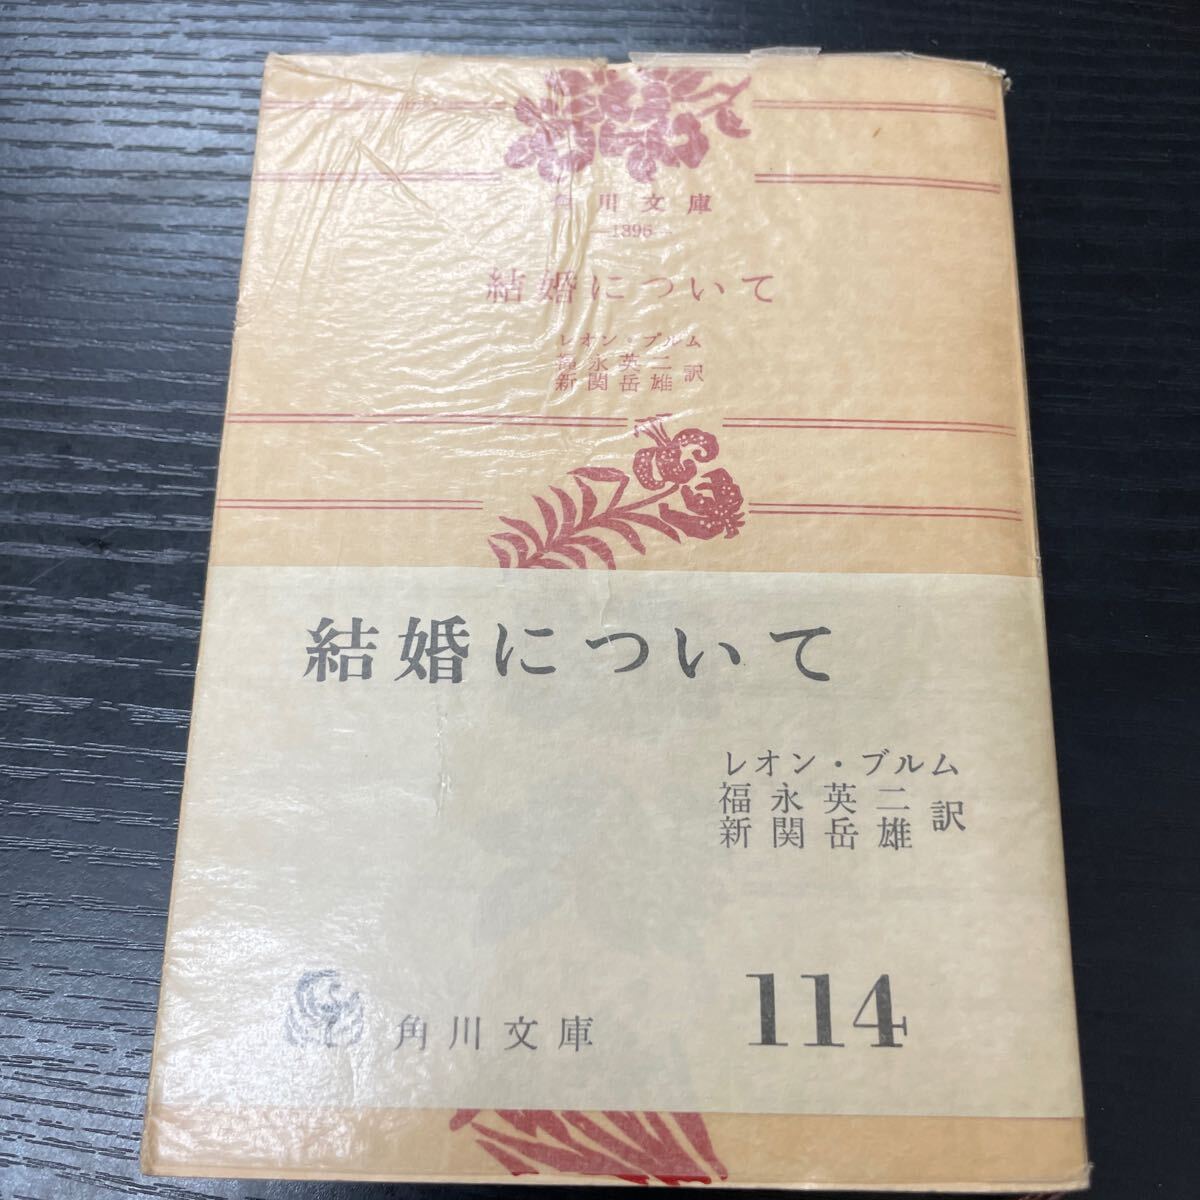 角川文庫
—1396—
結婚について
レオン・ブルム
福永英二
新関岳雄 訳
結婚について
レオン・ブルム
福永英二
新関岳雄 訳
角川文庫
114